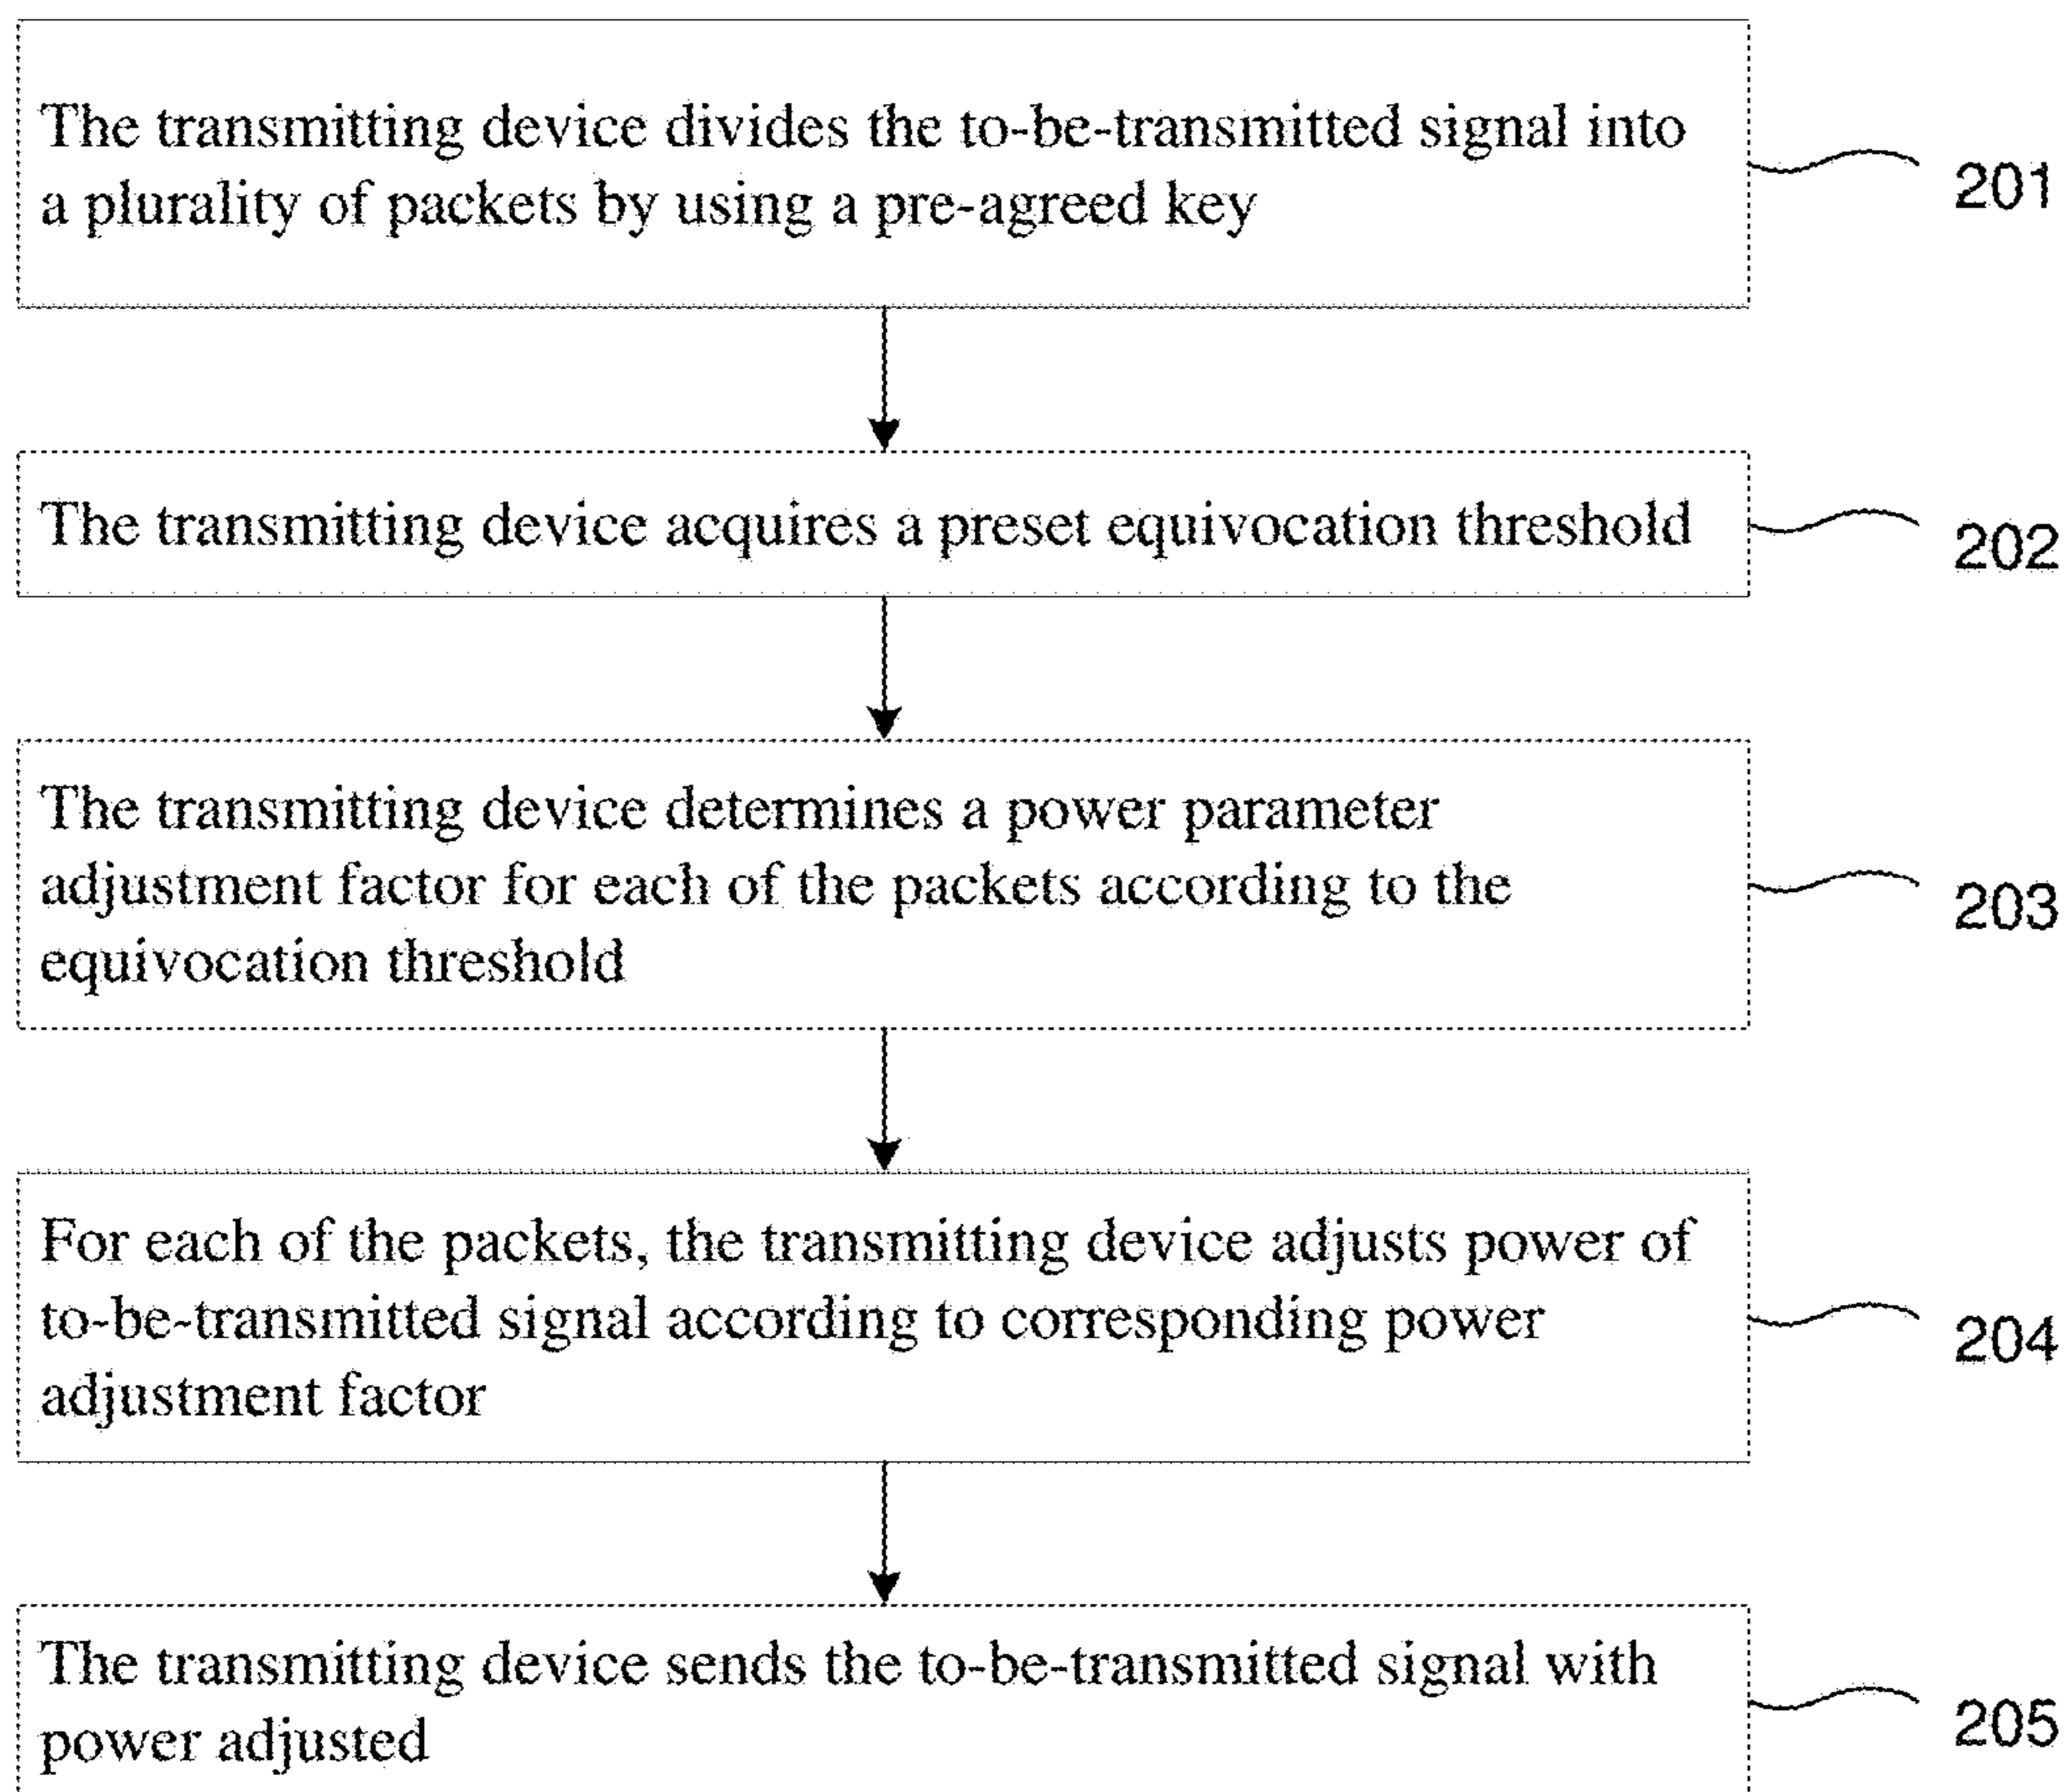 The transmitting device divides the to-be-transmitted signal into
a plurality of packets by using a pre-agreed key
201
The transmitting device acquires a preset equivocation threshold
202
The transmitting device determines a power parameter
adjustment factor for each of the packets according to the
equivocation threshold
203
For each of the packets, the transmitting device adjusts power of
to-be-transmitted signal according to corresponding power
adjustment factor
204
The transmitting device sends the to-be-transmitted signal with
power adjusted
205